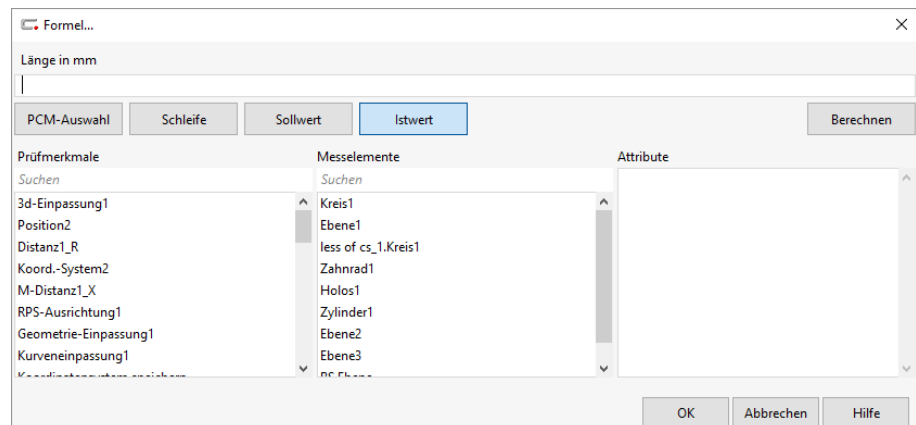 Formel...
Länge in mm
PCM-Auswahl Schleife Sollwert Istwert Berechnen
Prüfmerkmale Messelemente Attribute
Suchen Suchen
3d-Einpassung1 Kreis1
Position2 Ebene1
Distanz1_R less of cs_1.Kreis1
Koord.-System2 Zahnrad1
M-Distanz1_X Holos1
RPS-Ausrichtung1 Zylinder1
Geometrie-Einpassung1 Ebene2
Kurveneinpassung1 Ebene3
OK Abbrechen Hilfe